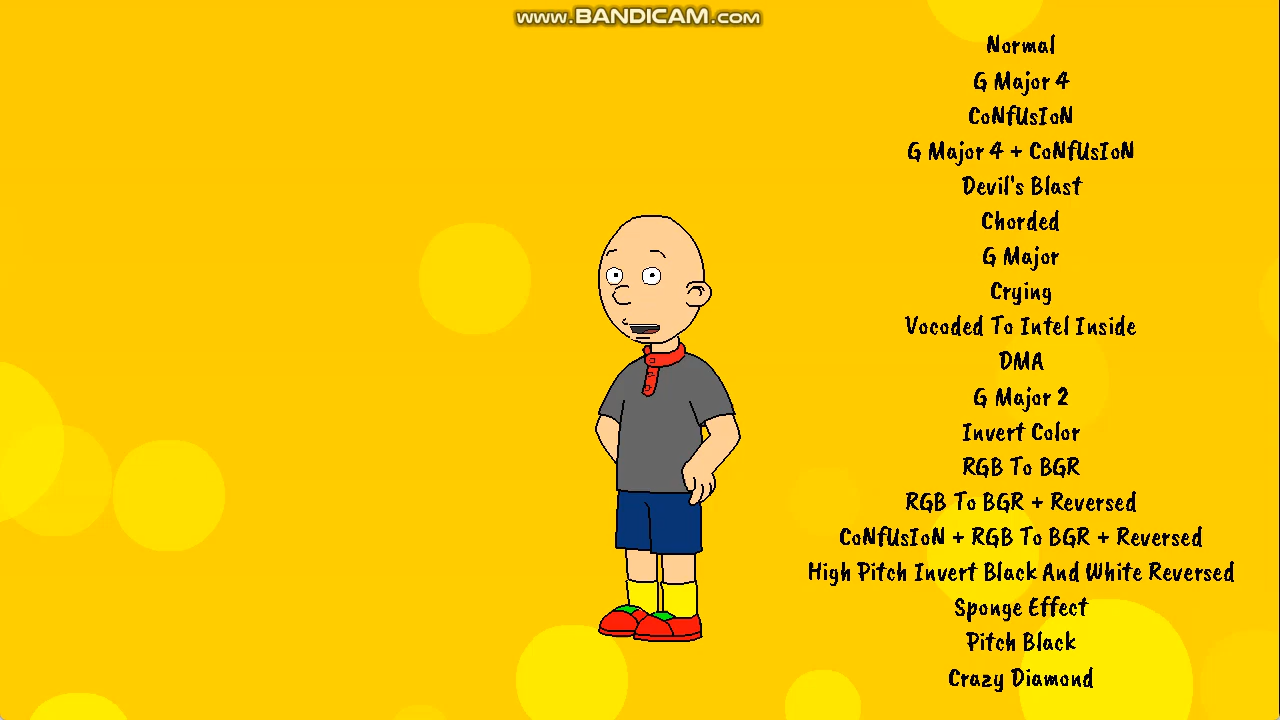 www.BANDICAM.com
Normal
G Major 4
CoNfUsIoN
G Major 4 + CoNfUsIoN
Devil's Blast
Chorded
G Major
Crying
Vocoded To Intel Inside
DMA
G Major 2
Invert Color
RGB To BGR
RGB To BGR + Reversed
CoNfUsIoN + RGB To BGR + Reversed
High Pitch Invert Black And White Reversed
Sponge Effect
Pitch Black
Crazy Diamond